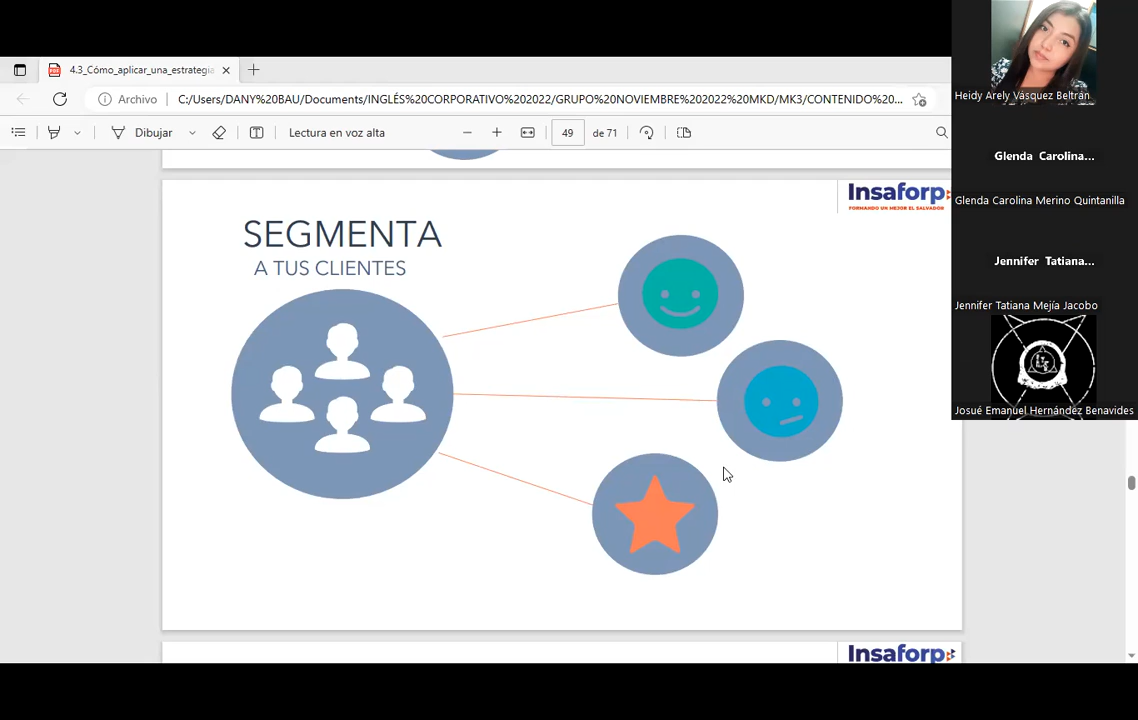 4.3_Cómo_aplicar_una_estrategia
Archivo
C:/Users/DANY%20BAU/Documents/INGLÉS%20CORPORATIVO%202022/GRUPO%20NOVIEMBRE%202022%20MKD/MK3/CONTENIDO%20...
Dibujar
Lectura en voz alta
49
de 71
Insaforp
FORMANDO UN MEJOR EL SALVADOR
SEGMENTA
A TUS CLIENTES
Insaforp
Heidy Arely Vásquez Beltrán
Glenda Carolina...
Glenda Carolina Merino Quintanilla
Jennifer Tatiana...
Jennifer Tatiana Mejía Jacobo
Josué Emanuel Hernández Benavides